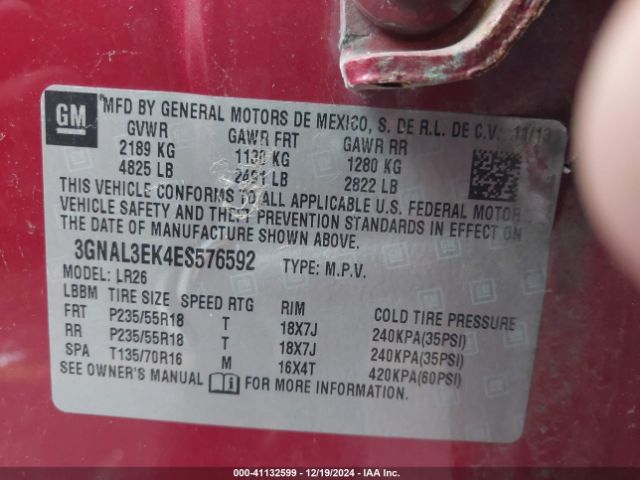 GM
MFD BY GENERAL MOTORS DE MEXICO, S. DE R.L. DE C.V. 11/13
GVWR GAWR FRT GAWR RR
2189 KG 1130 KG 1280 KG
4825 LB 2491 LB 2822 LB
THIS VEHICLE CONFORMS TO ALL APPLICABLE U.S. FEDERAL MOTOR
VEHICLE SAFETY AND THEFT PREVENTION STANDARDS IN EFFECT ON
THE DATE OF MANUFACTURE SHOWN ABOVE.
3GNAL3EK4ES576592 TYPE: M.P.V.
MODEL: LR26
LBBM TIRE SIZE SPEED RTG RIM COLD TIRE PRESSURE
FRT P235/55R18 T 18X7J 240KPA(35PSI)
RR P235/55R18 T 18X7J 240KPA(35PSI)
SPA T135/70R16 M 16X4T 420KPA(60PSI)
SEE OWNER'S MANUAL FOR MORE INFORMATION.
000-41132599 - 12/19/2024 - IAA Inc.